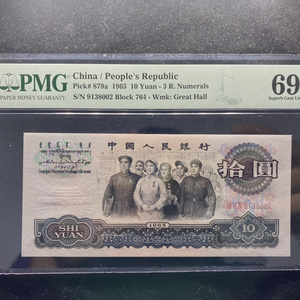 PMG
PAPER MONEY GUARANTY
China / People's Republic
Pick# 879a 1965 10 Yuan - 3 R. Numerals
S/N 9138002 Block 764 - Wmk: Great Hall
69
Superb Gem
中國人民銀行
拾圓
1965
SHI
YUAN
10